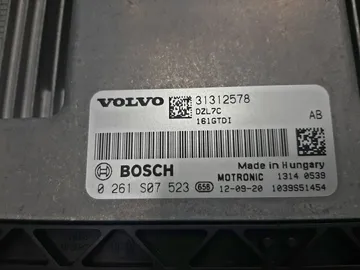 VOLVO 31312578
DZL7C
161GTDI
AB
BOSCH
Made in Hungary
MOTRONIC 1314 0539
0 261 S07 523 656 12-09-20 1039S51454